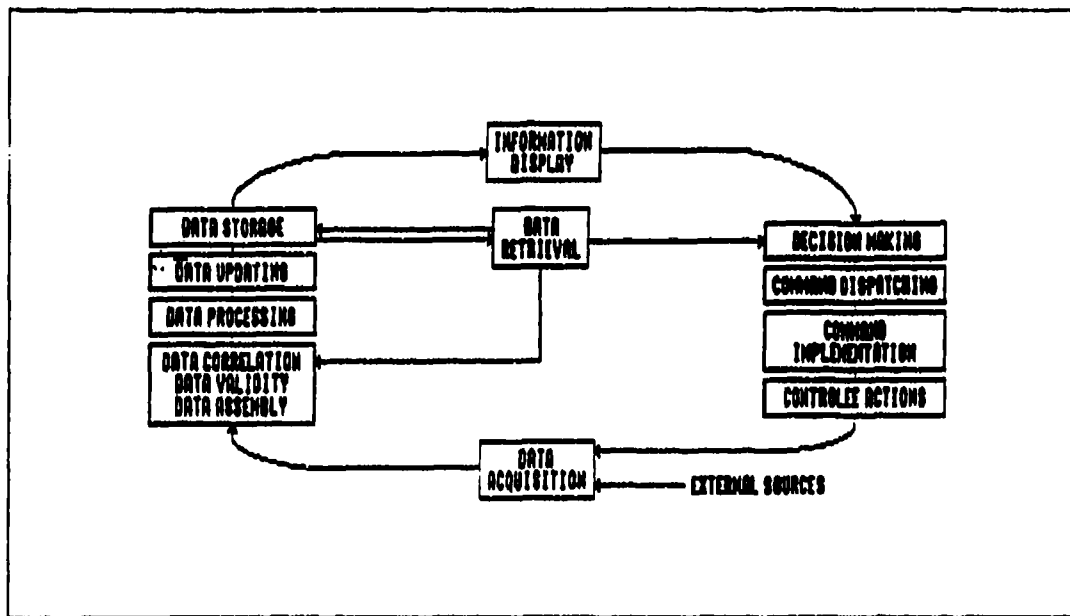 INFORMATION
DISPLAY
DATA STORAGE
DATA
RETRIEVAL
DECISION MAKING
DATA UPDATING
COMMAND DISPATCHING
DATA PROCESSING
COMMAND
IMPLEMENTATION
DATA CORRELATION
DATA VALIDITY
DATA ASSEMBLY
CONTROLEE ACTIONS
DATA
ACQUISITION
EXTERNAL SOURCES